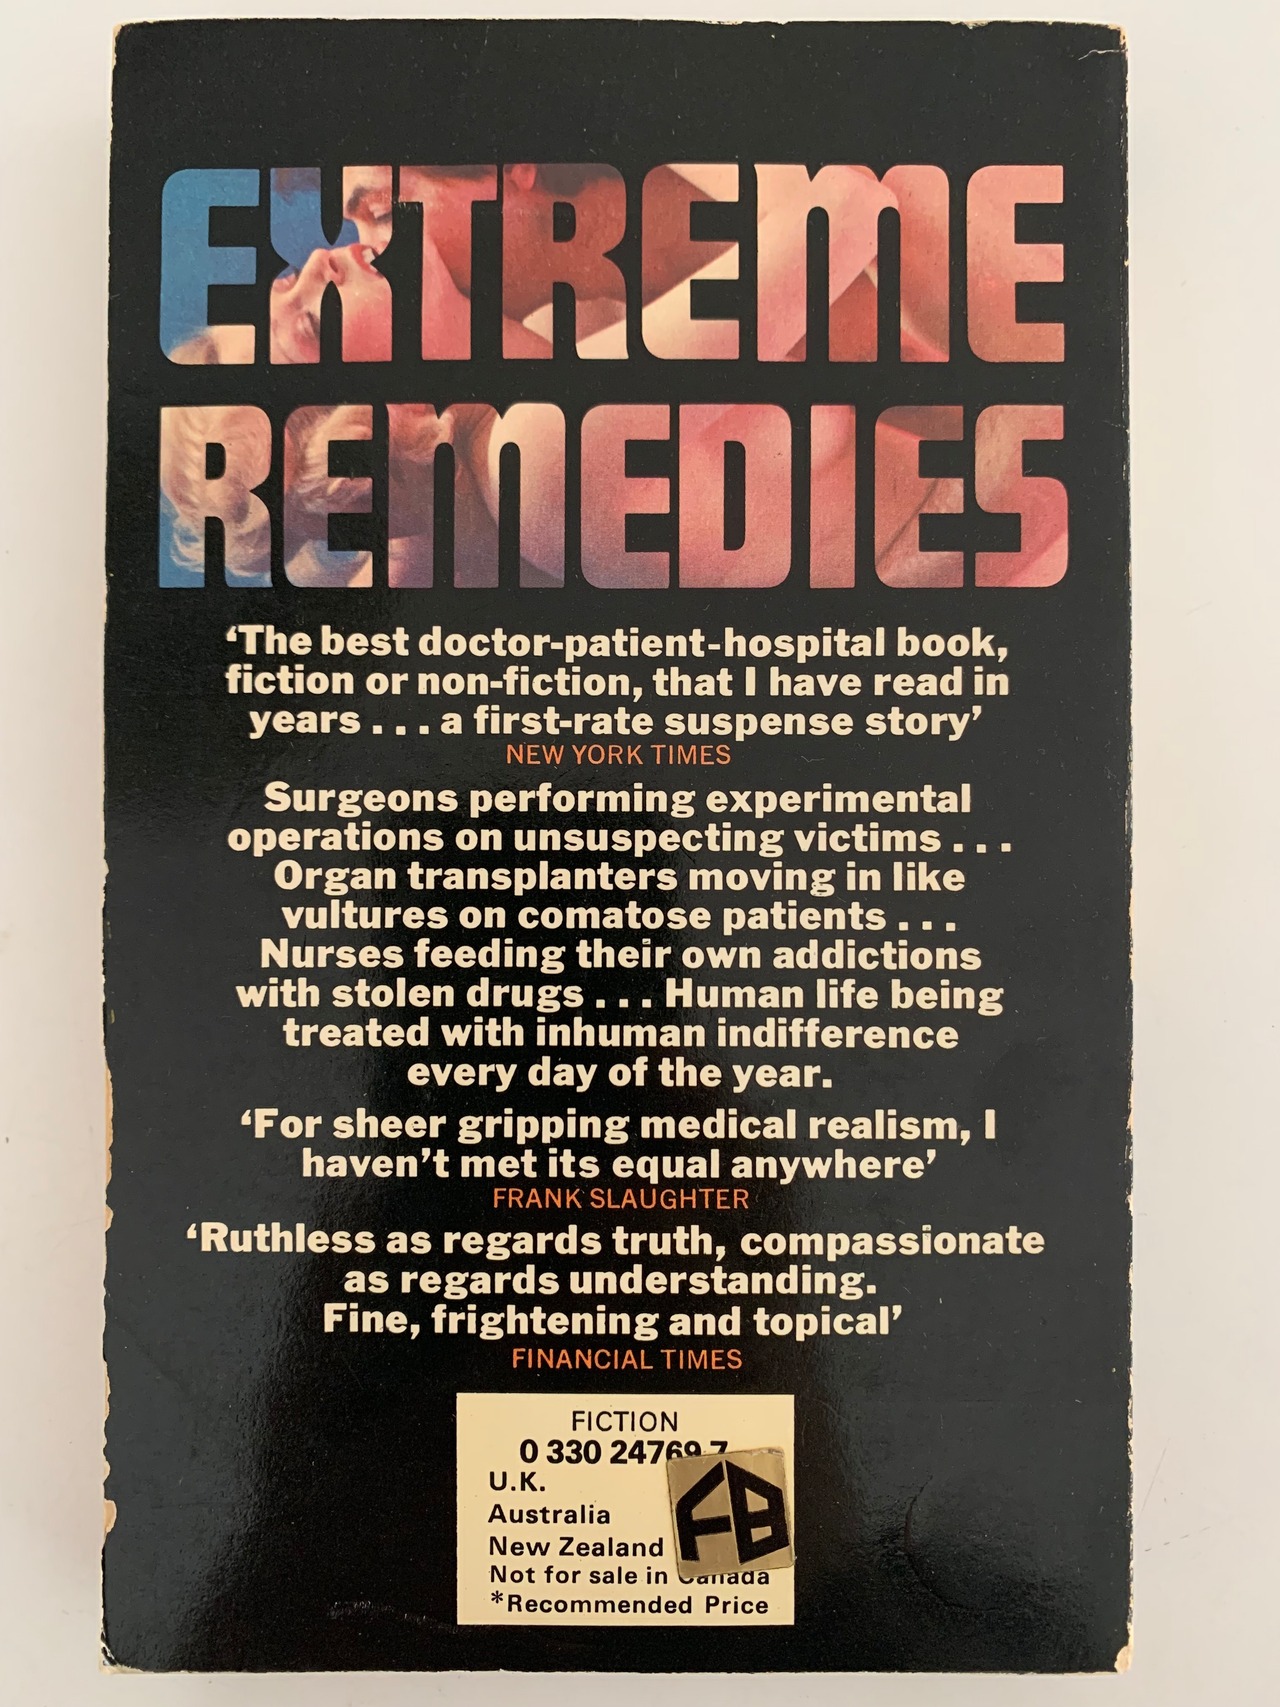 EXTREME
REMEDIES
‘The best doctor-patient-hospital book,
fiction or non-fiction, that I have read in
years . . . a first-rate suspense story’
NEW YORK TIMES
Surgeons performing experimental
operations on unsuspecting victims . . .
Organ transplanters moving in like
vultures on comatose patients . . .
Nurses feeding their own addictions
with stolen drugs . . . Human life being
treated with inhuman indifference
every day of the year.
‘For sheer gripping medical realism, I
haven’t met its equal anywhere’
FRANK SLAUGHTER
‘Ruthless as regards truth, compassionate
as regards understanding.
Fine, frightening and topical’
FINANCIAL TIMES
FICTION
0 330 24769 7
U.K.
Australia
FB
New Zealand
Not for sale in Canada
*Recommended Price